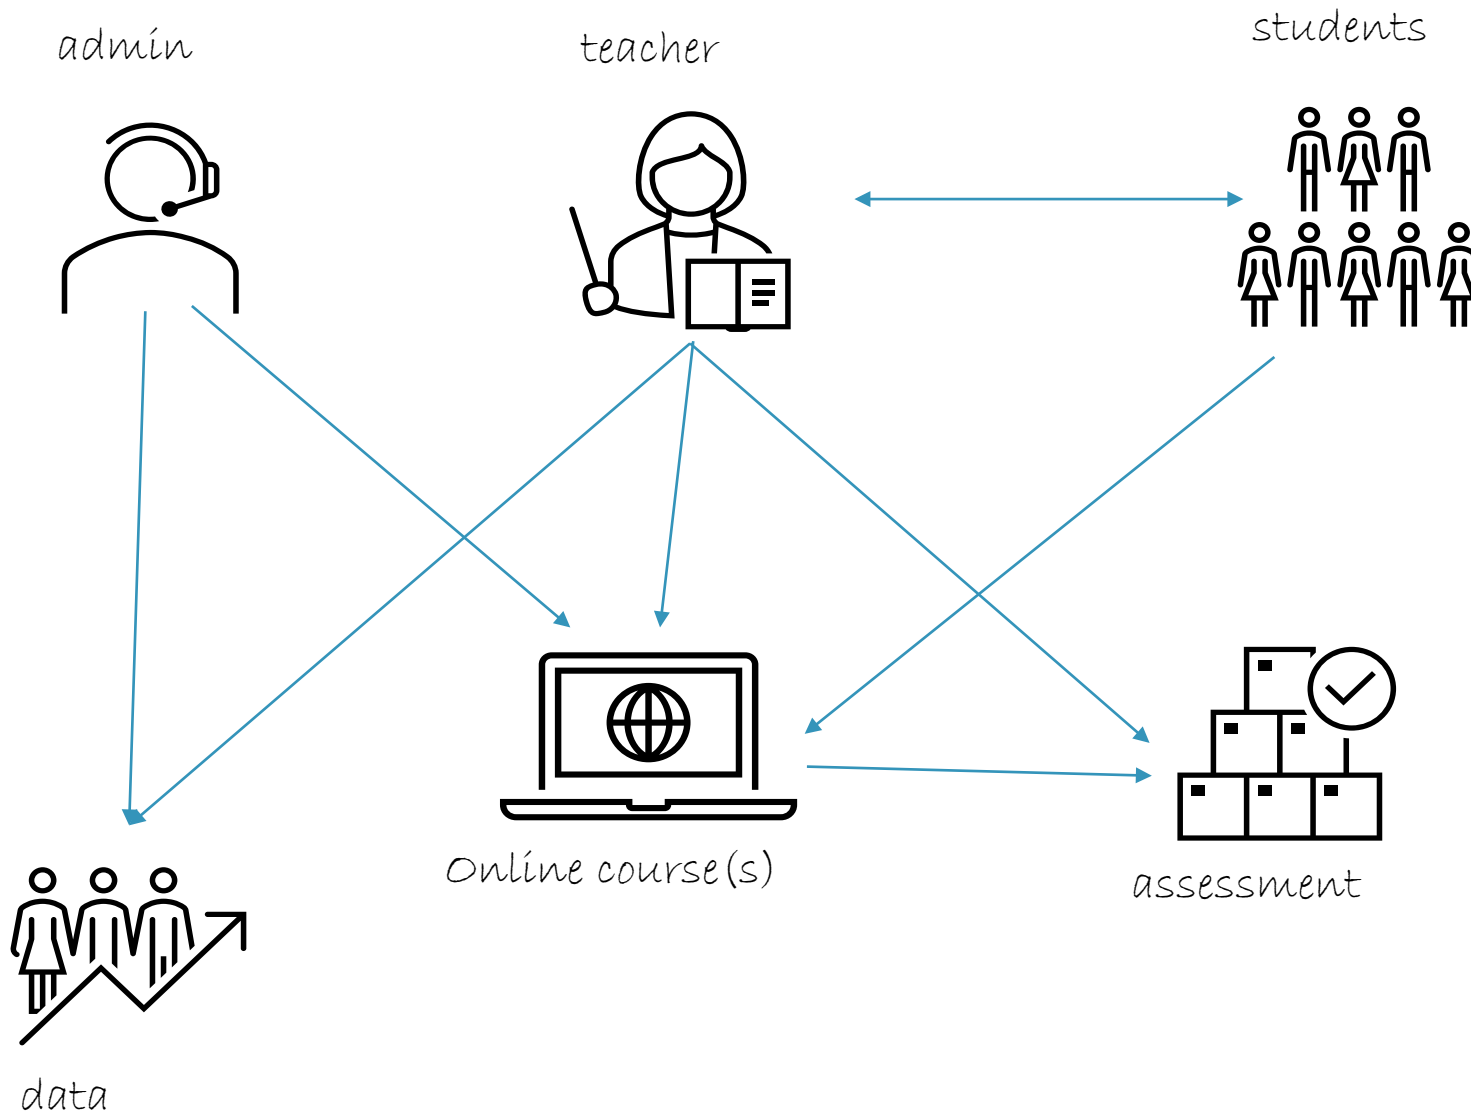 admin
teacher
students
Online course(s)
assessment
data